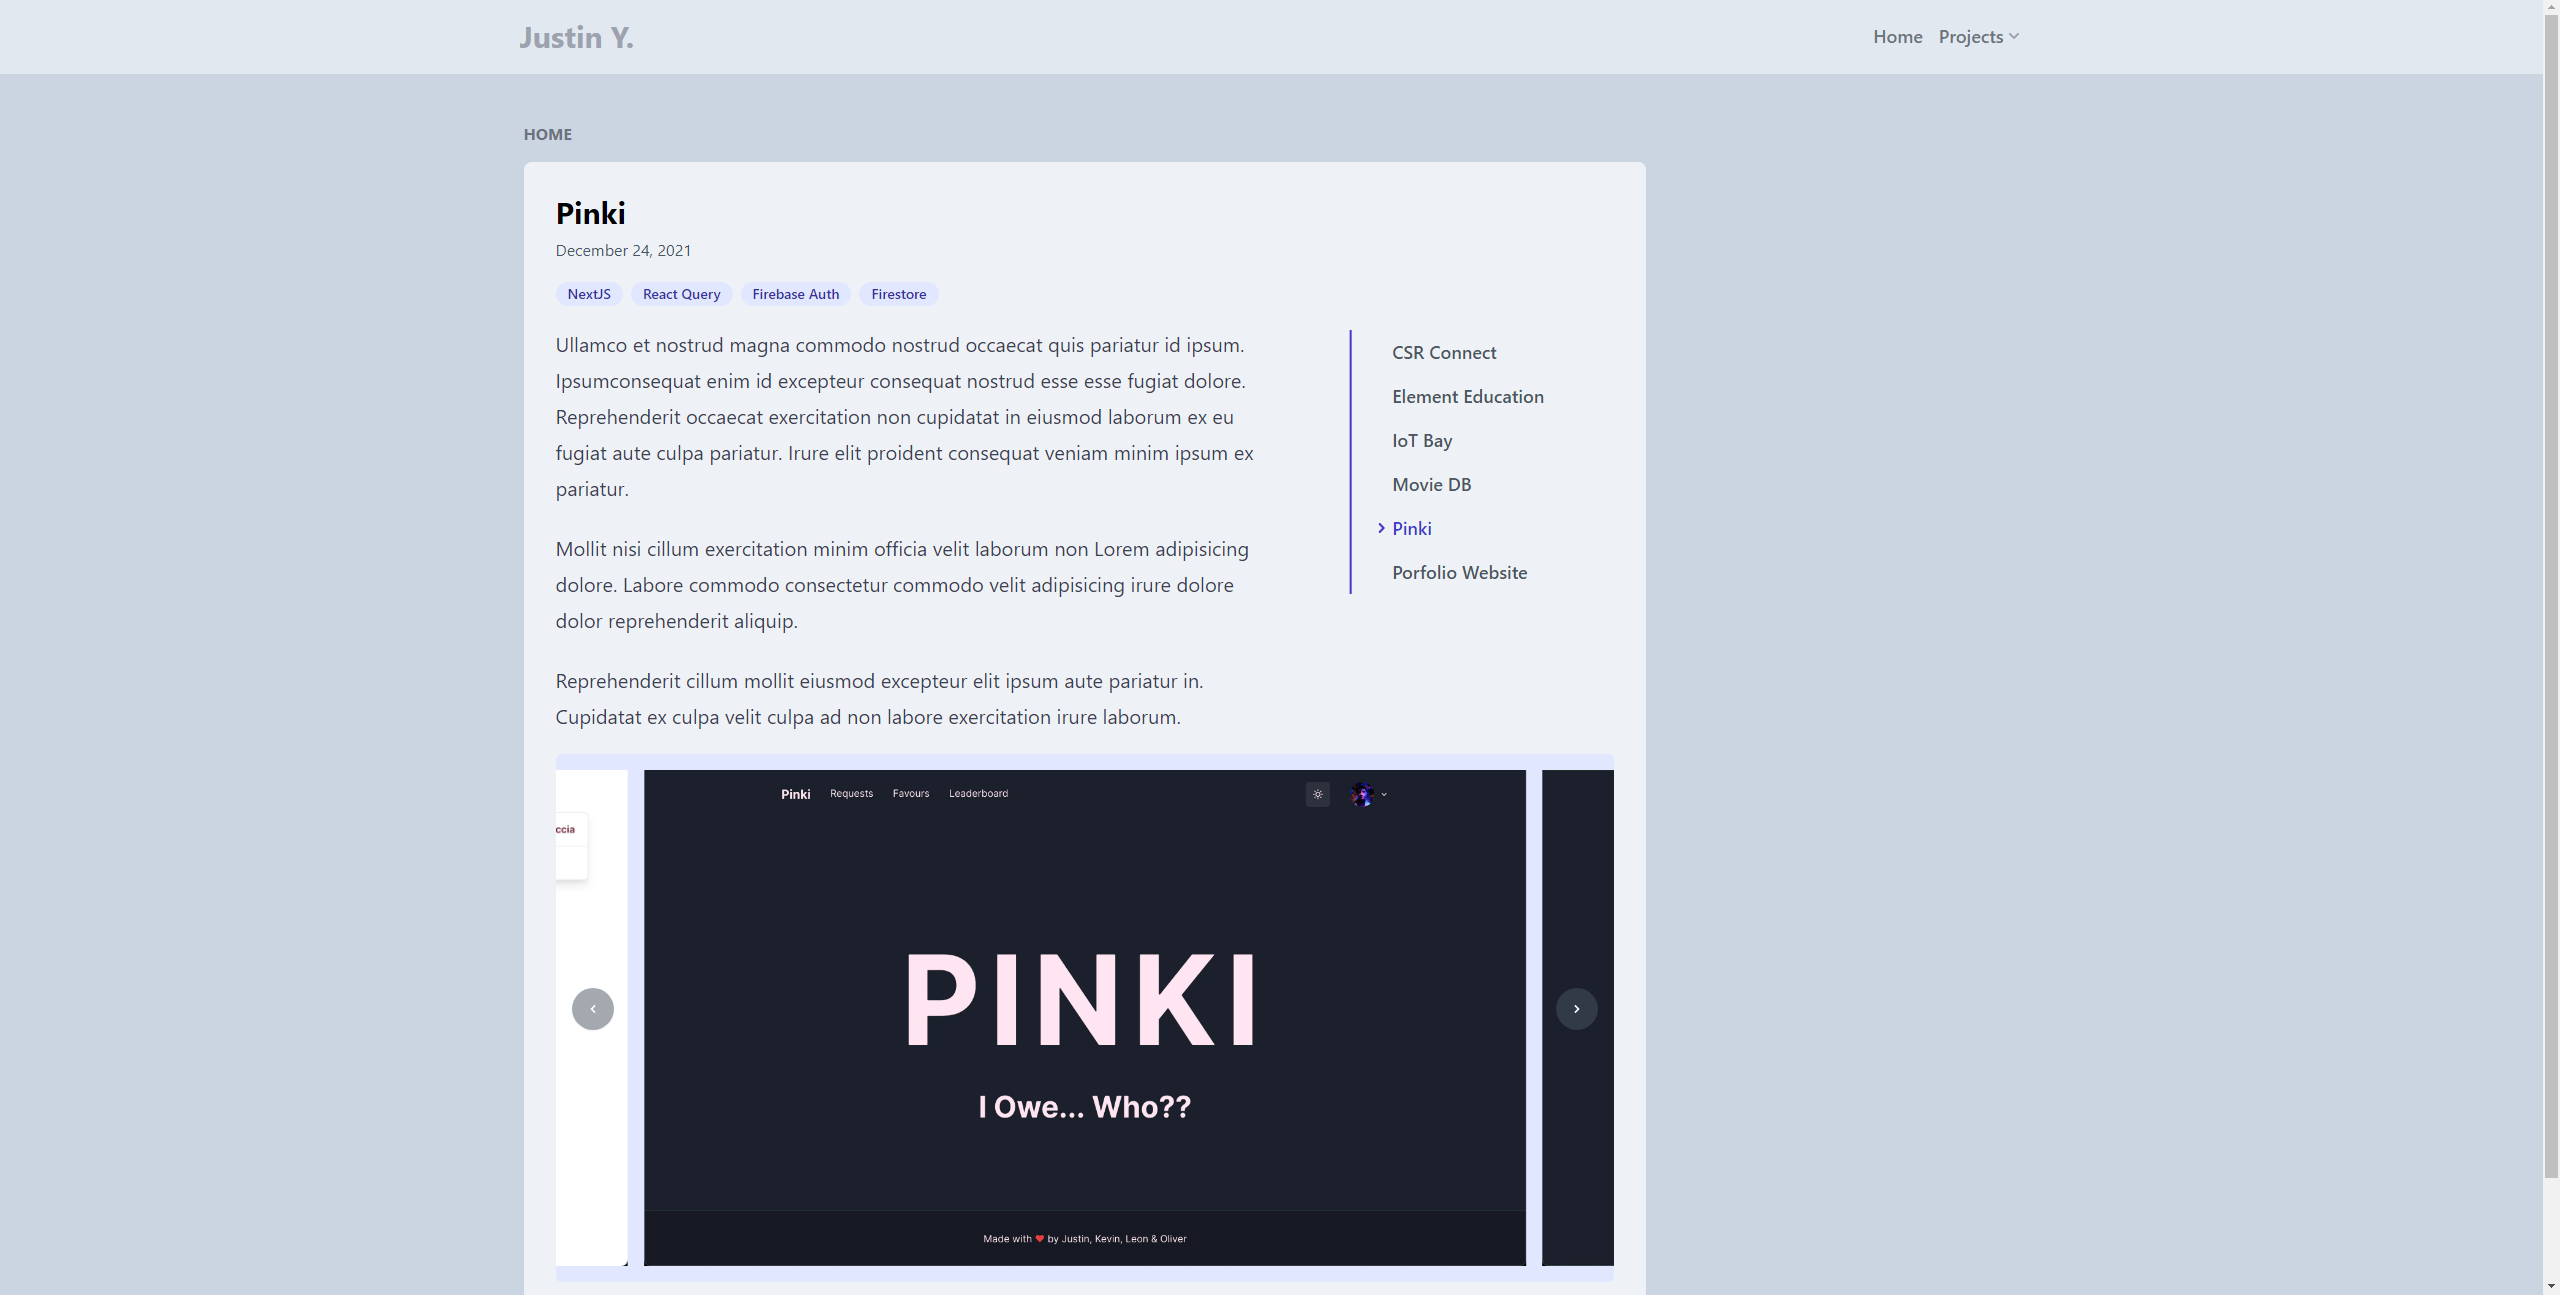 Justin Y.
Home Projects
HOME
Pinki
December 24, 2021
NextJS React Query Firebase Auth Firestore
Ullamco et nostrud magna commodo nostrud occaecat quis pariatur id ipsum.
Ipsumconsequat enim id excepteur consequat nostrud esse esse fugiat dolore.
Reprehenderit occaecat exercitation non cupidatat in eiusmod laborum ex eu
fugiat aute culpa pariatur. Irure elit proident consequat veniam minim ipsum ex
pariatur.
Mollit nisi cillum exercitation minim officia velit laborum non Lorem adipisicing
dolore. Labore commodo consectetur commodo velit adipisicing irure dolore
dolor reprehenderit aliquip.
Reprehenderit cillum mollit eiusmod excepteur elit ipsum aute pariatur in.
Cupidatat ex culpa velit culpa ad non labore exercitation irure laborum.
CSR Connect
Element Education
IoT Bay
Movie DB
Pinki
Porfolio Website
ccia
Pinki Requests Favours Leaderboard
PINKI
I Owe... Who??
Made with ❤ by Justin, Kevin, Leon & Oliver